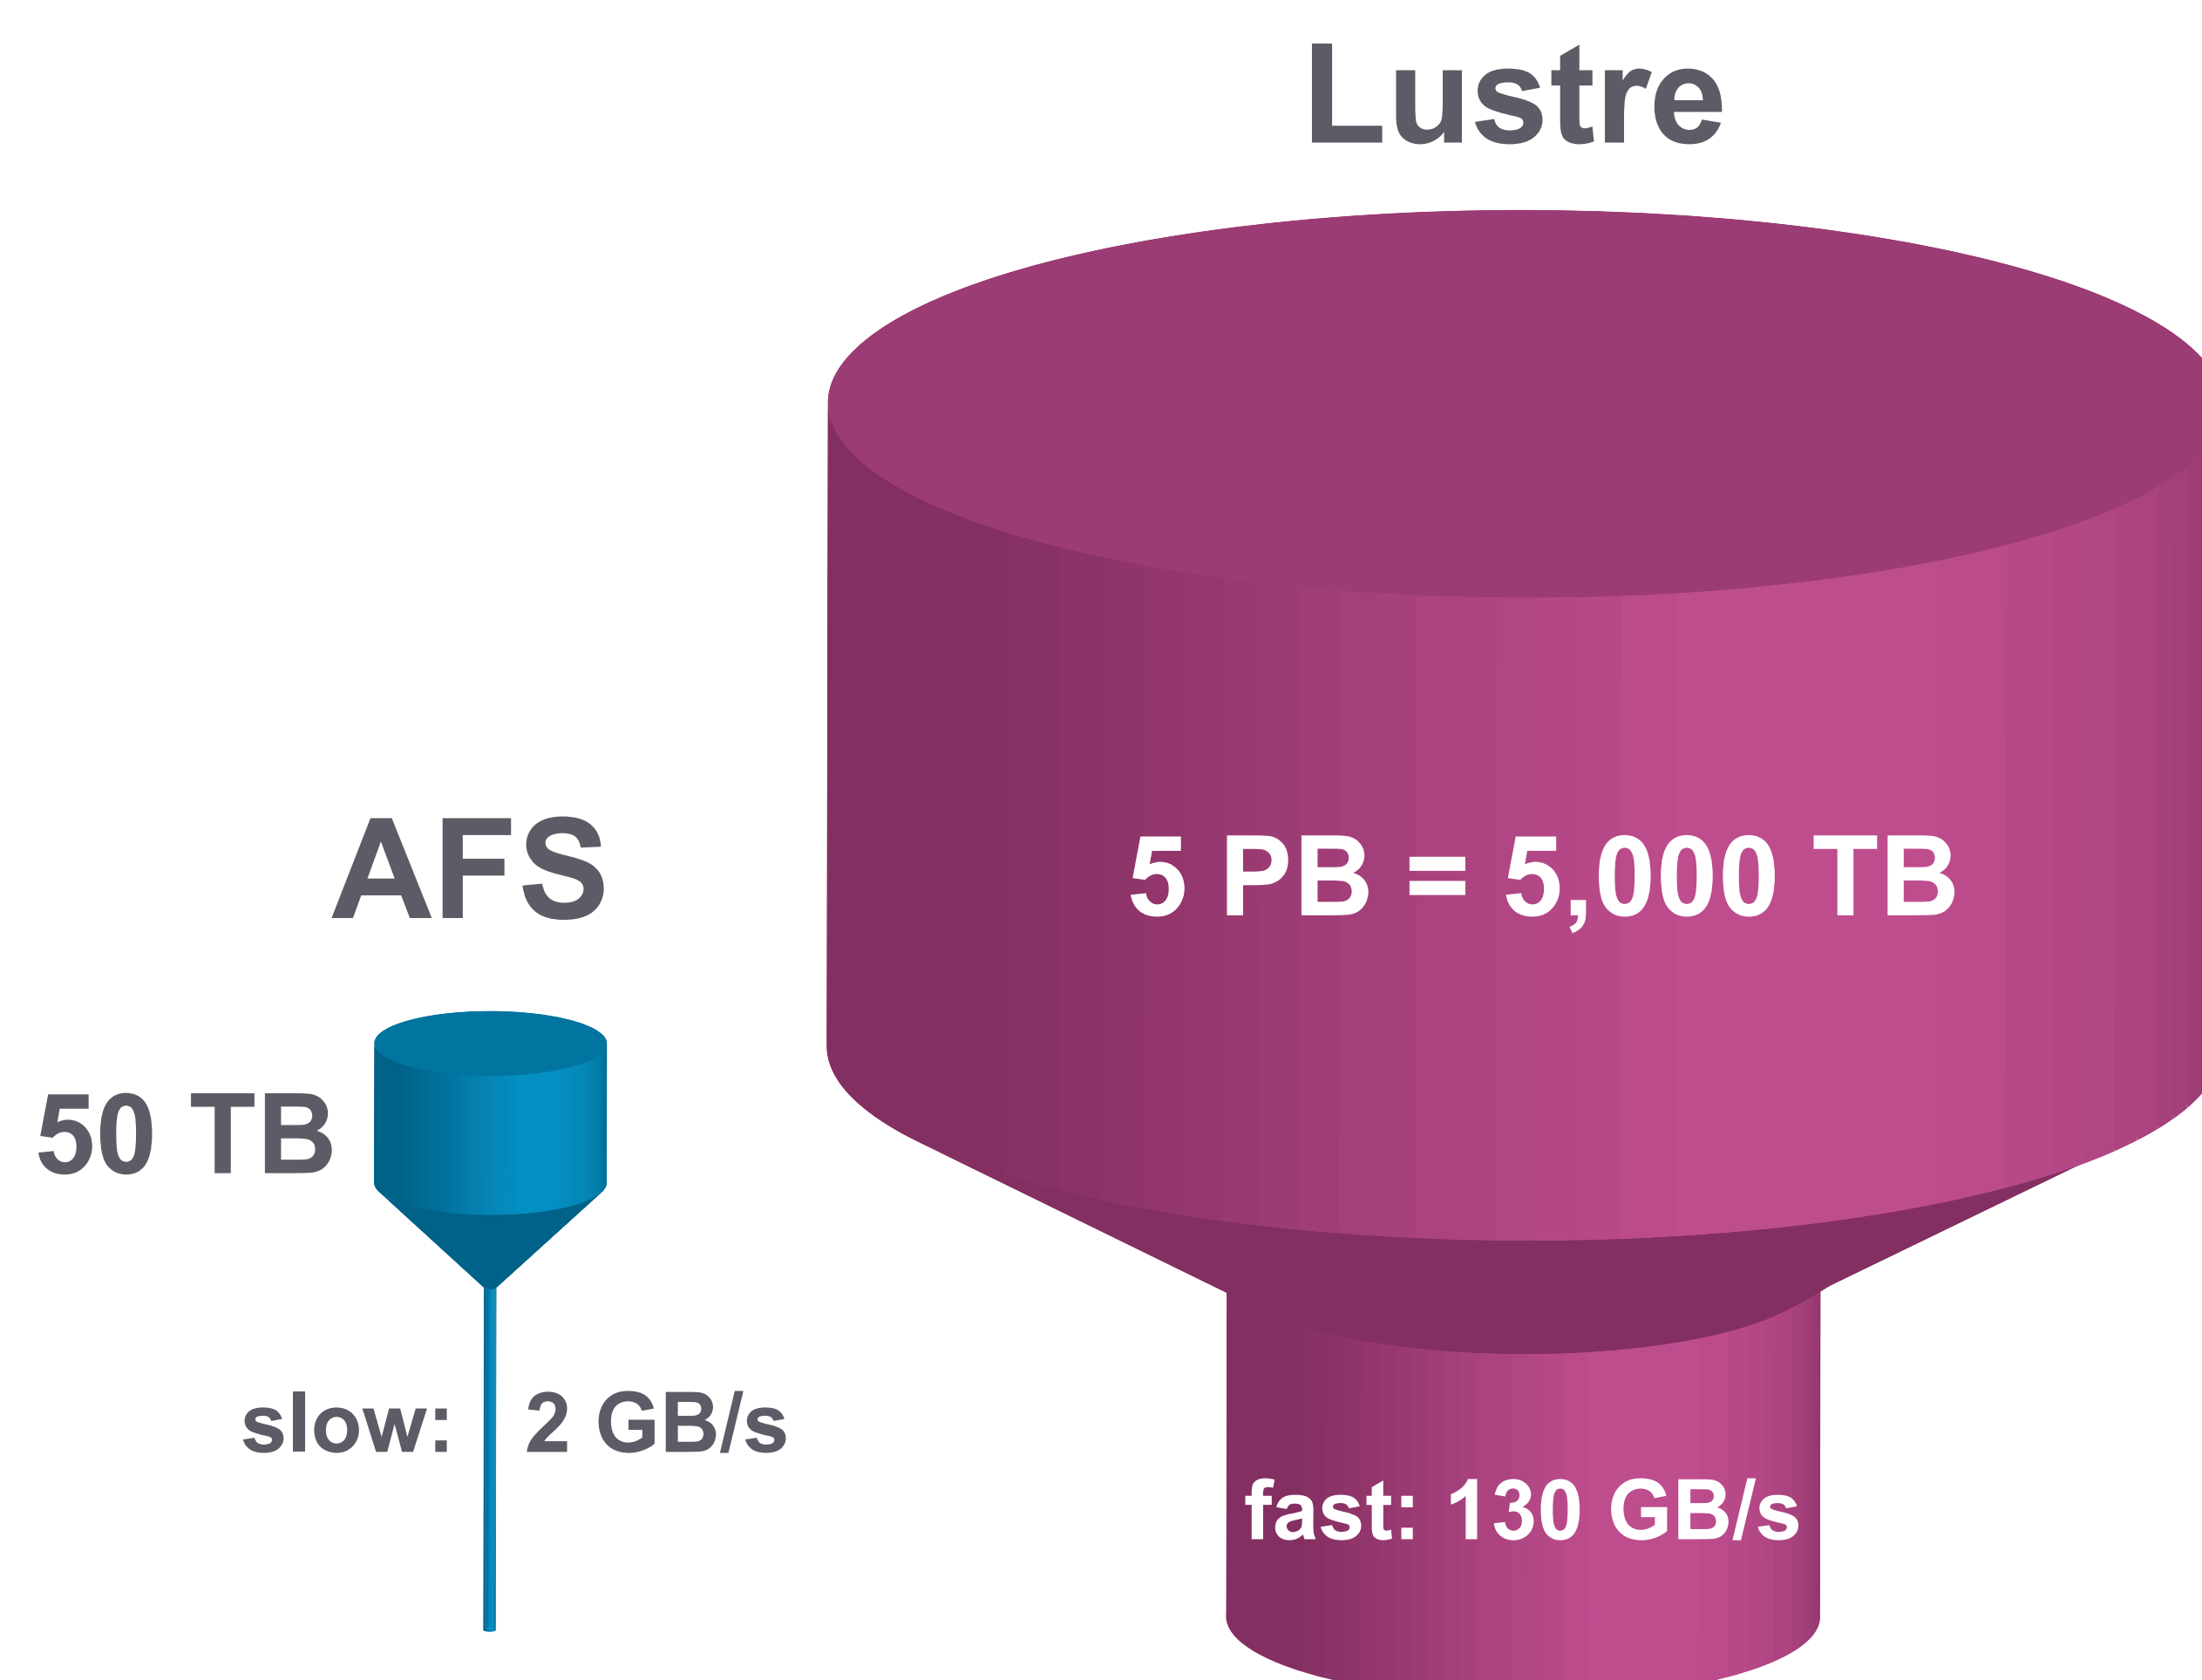 Lustre
5 PB = 5,000 TB
fast: 130 GB/s
AFS
50 TB
slow: 2 GB/s